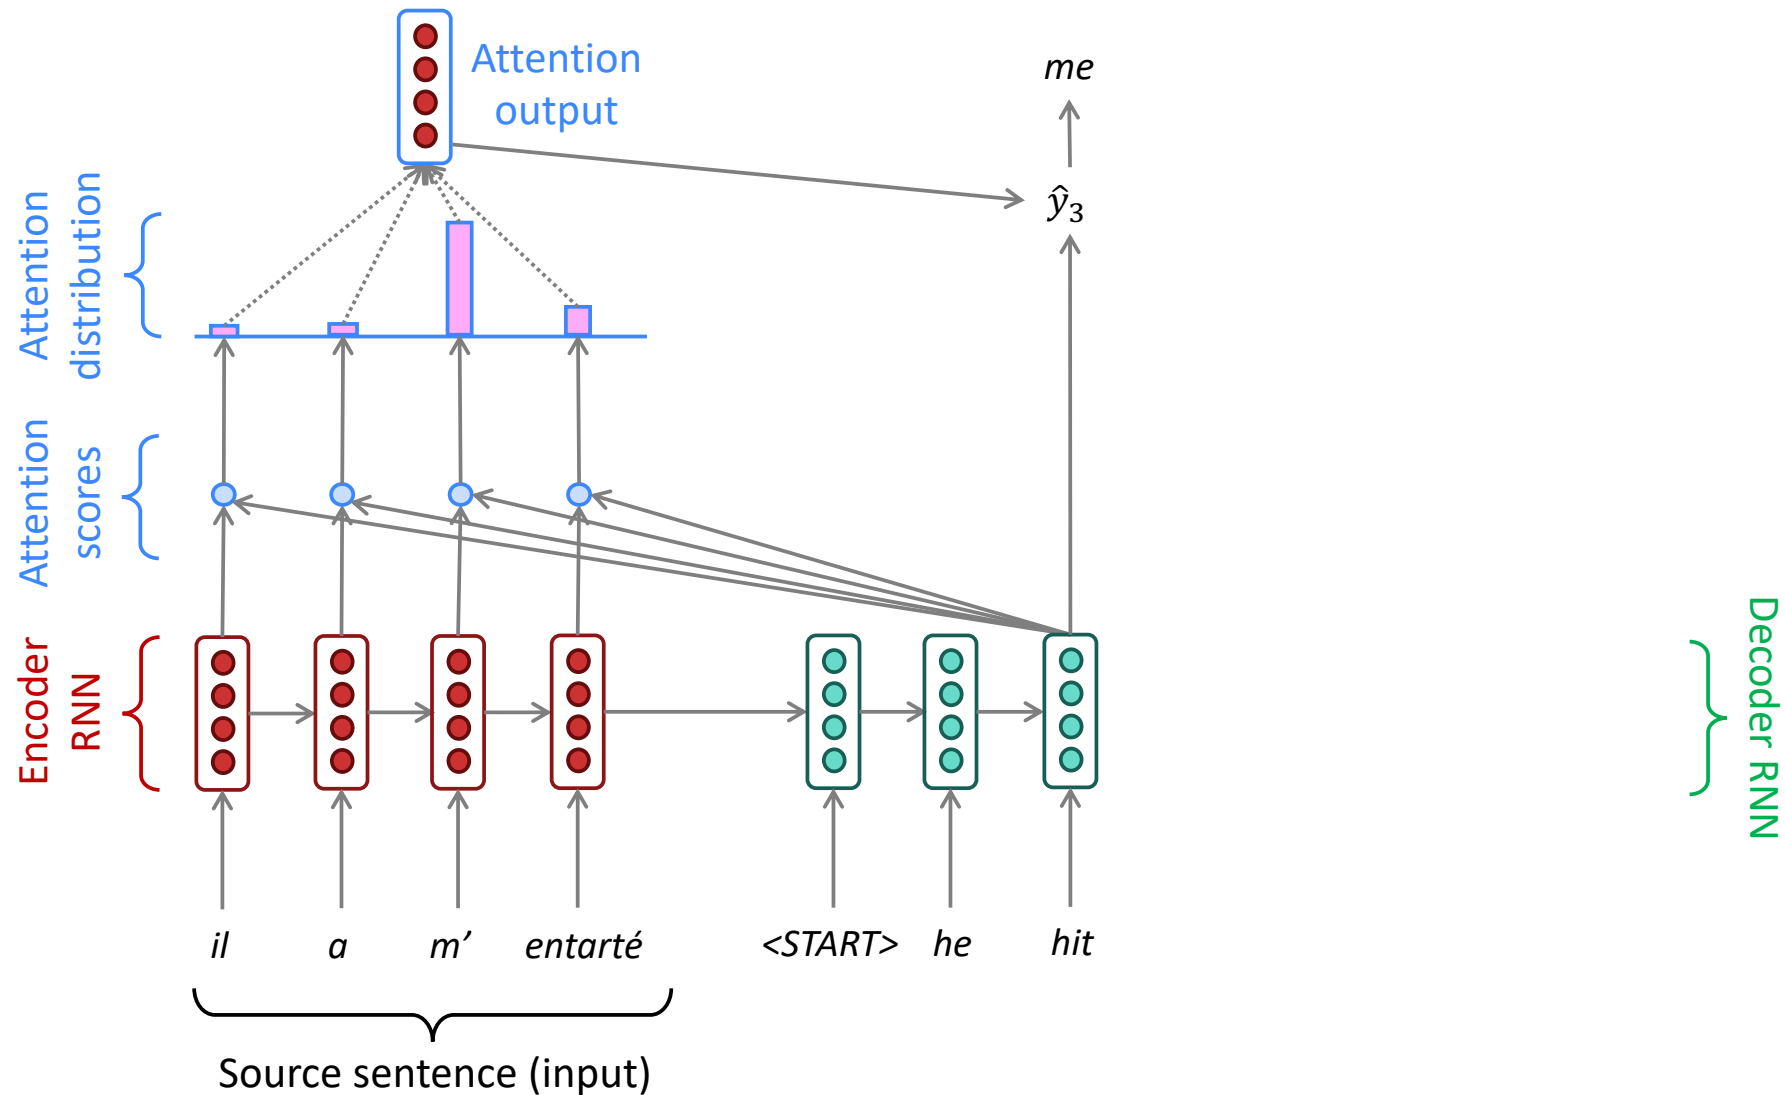 Attention
output
me
ŷ₃
Attention
distribution
Attention
scores
Encoder
RNN
Decoder RNN
il a m’ entarté <START> he hit
Source sentence (input)